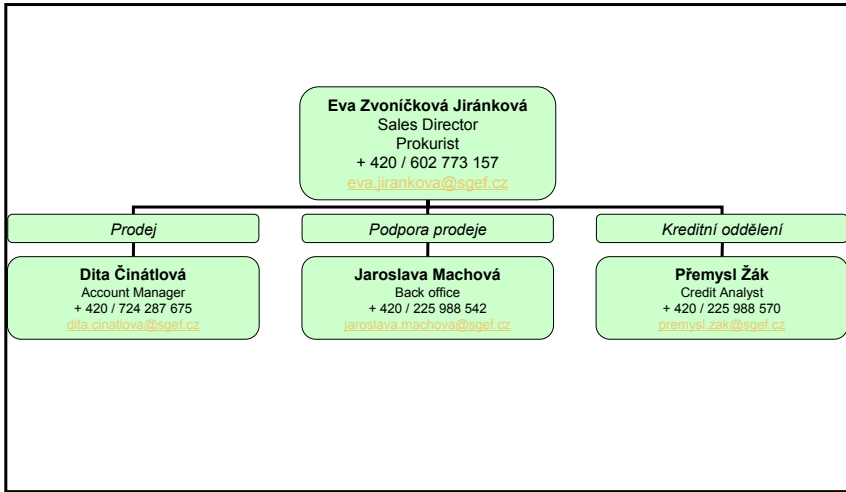 Eva Zvoníčková Jiránková
Sales Director
Prokurist
+ 420 / 602 773 157
eva.jirankova@sgef.cz
Prodej
Podpora prodeje
Kreditní oddělení
Dita Činátlová
Account Manager
+ 420 / 724 287 675
dita.cinatlova@sgef.cz
Jaroslava Machová
Back office
+ 420 / 225 988 542
jaroslava.machova@sgef.cz
Přemysl Žák
Credit Analyst
+ 420 / 225 988 570
premysl.zak@sgef.cz